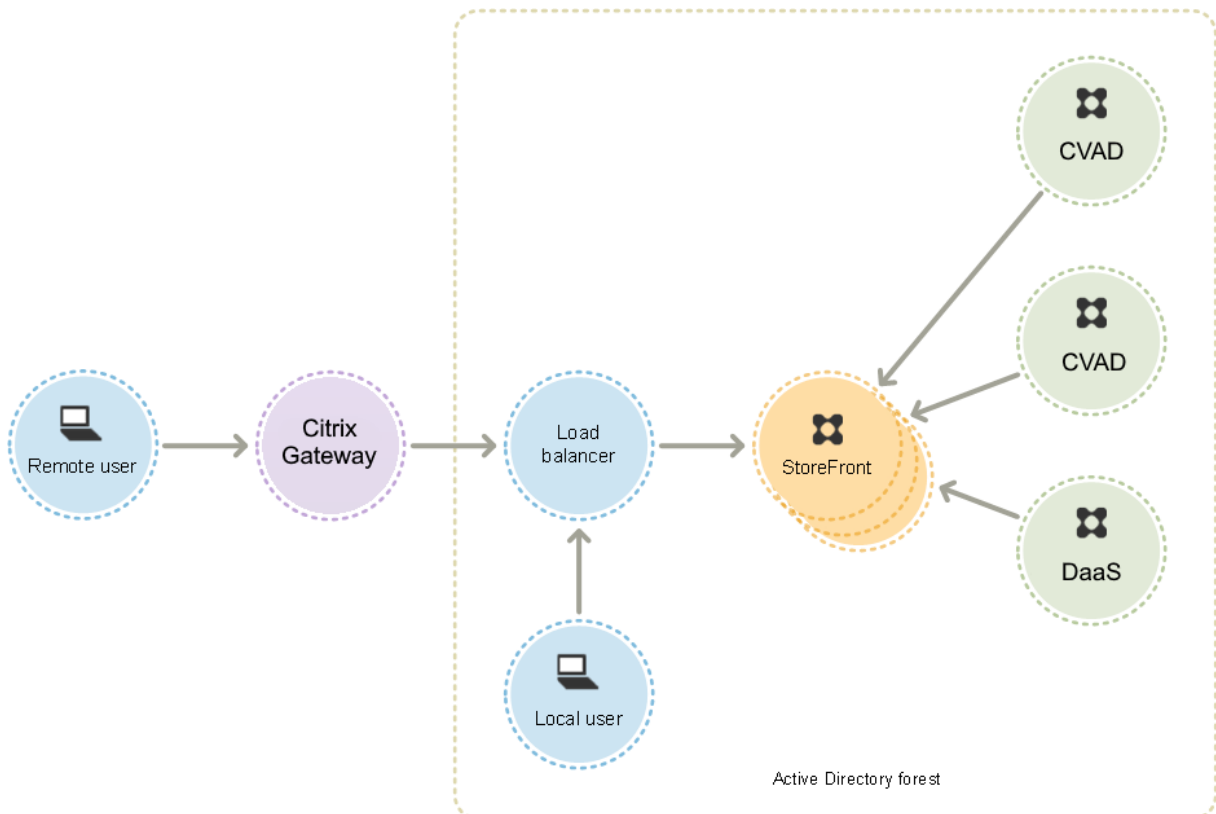 CVAD
CVAD
Remote user
Citrix
Gateway
Load
balancer
StoreFront
DaaS
Local user
Active Directory forest